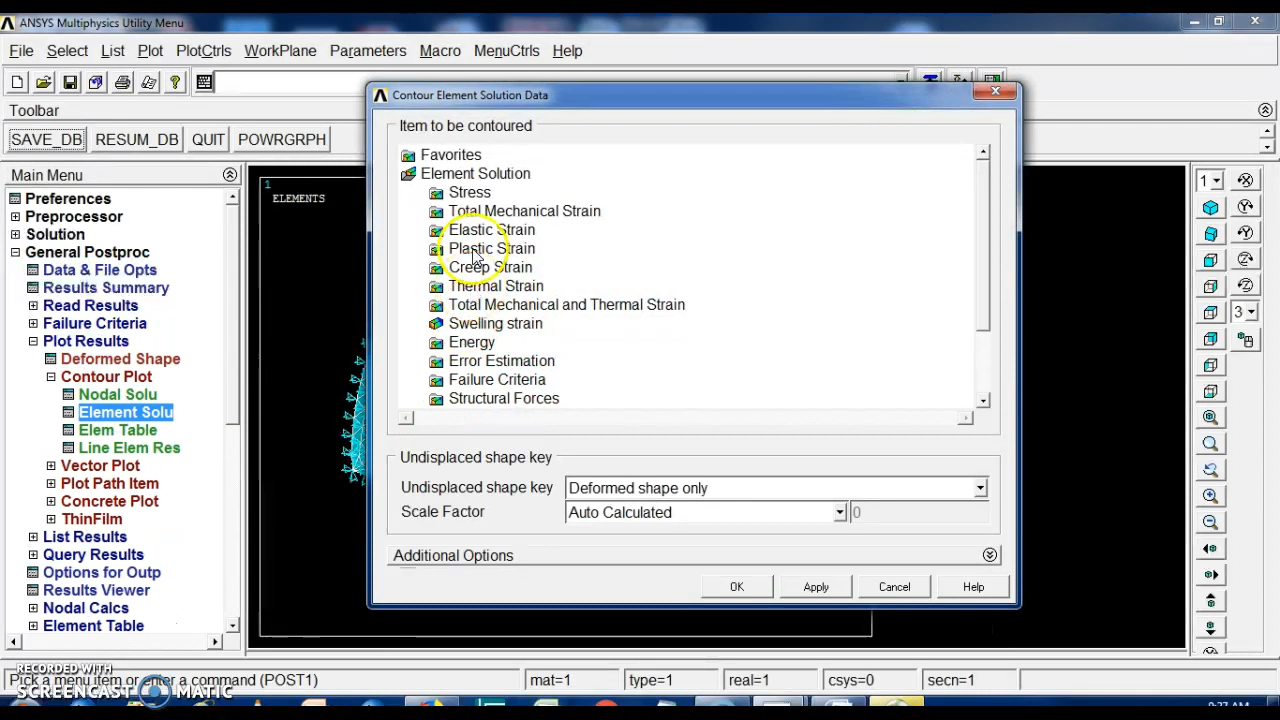 ANSYS Multiphysics Utility Menu
File Select List Plot PlotCtrls WorkPlane Parameters Macro MenuCtrls Help
Toolbar
SAVE_DB RESUM_DB QUIT POWRGRPH
Main Menu
Preferences
Preprocessor
Solution
General Postproc
Data & File Opts
Results Summary
Read Results
Failure Criteria
Plot Results
Deformed Shape
Contour Plot
Nodal Solu
Element Solu
Elem Table
Line Elem Res
Vector Plot
Plot Path Item
Concrete Plot
ThinFilm
List Results
Query Results
Options for Outp
Results Viewer
Nodal Calcs
Element Table
1
ELEMENTS
Contour Element Solution Data
Item to be contoured
Favorites
Element Solution
Stress
Total Mechanical Strain
Elastic Strain
Plastic Strain
Creep Strain
Thermal Strain
Total Mechanical and Thermal Strain
Swelling strain
Energy
Error Estimation
Failure Criteria
Structural Forces
Undisplaced shape key
Undisplaced shape key Deformed shape only
Scale Factor Auto Calculated 0
Additional Options
OK Apply Cancel Help
1
3
Pick a menu item or enter a command (POST1) mat=1 type=1 real=1 csys=0 secn=1
RECORDED WITH
SCREENCAST MATIC
9:37 AM